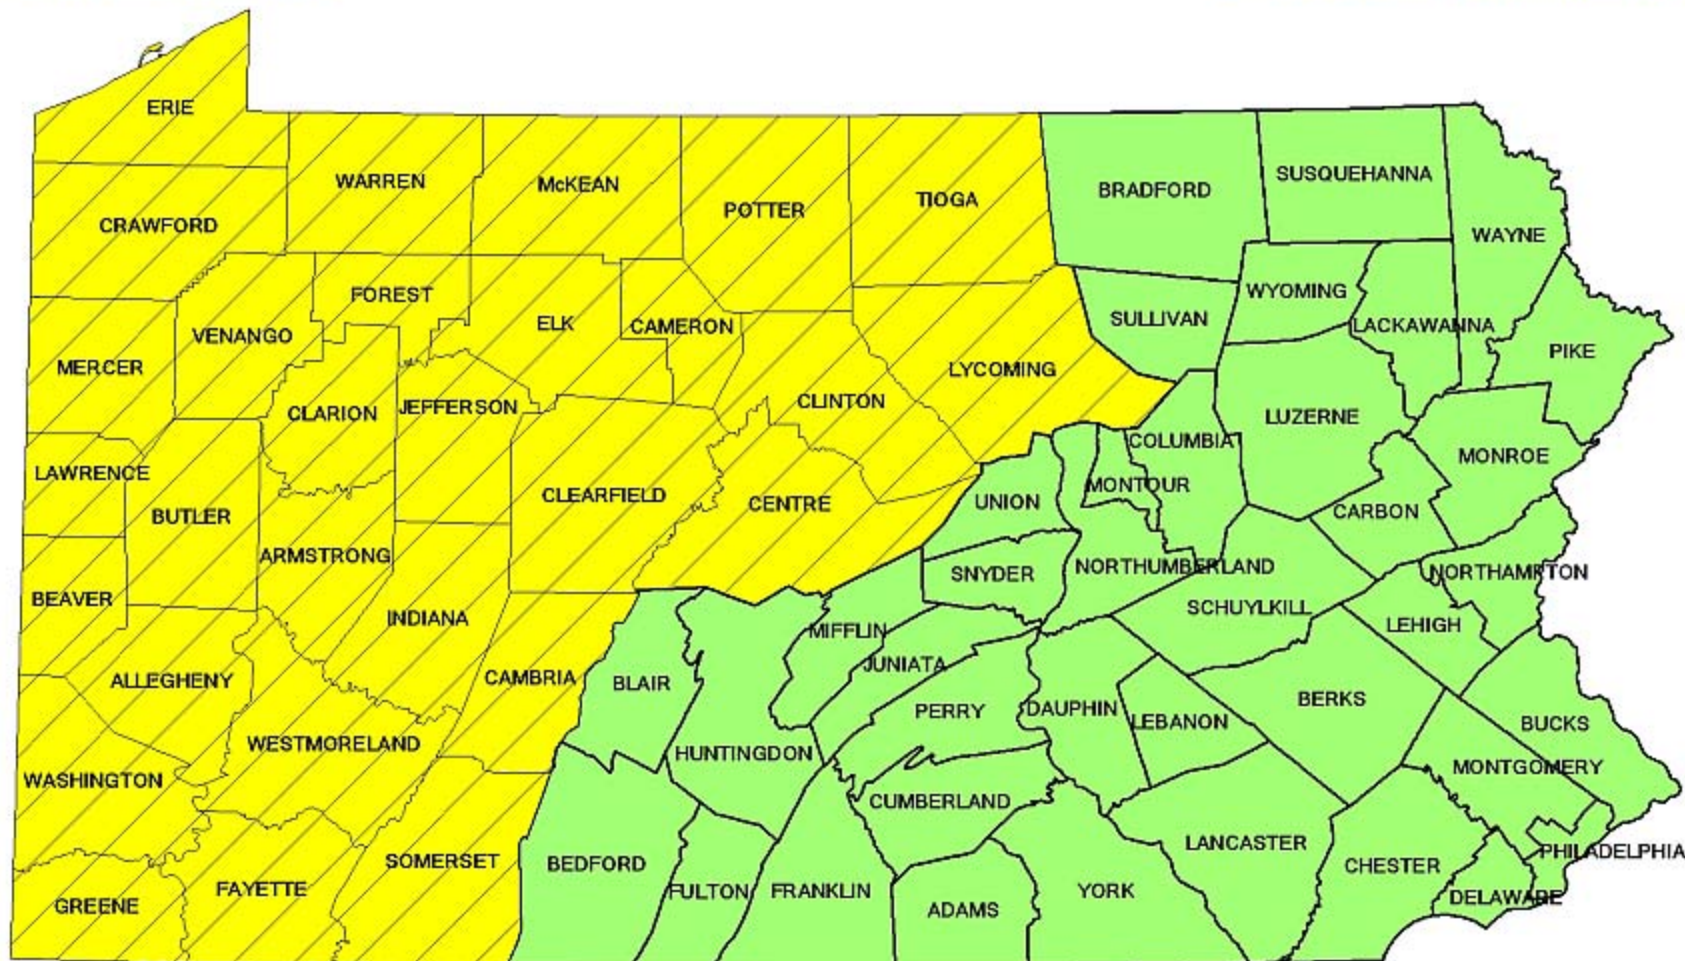 ERIE
WARREN
McKEAN
POTTER
TIOGA
BRADFORD
SUSQUEHANNA
WAYNE
CRAWFORD
FOREST
VENANGO
ELK
CAMERON
SULLIVAN
WYOMING
LACKAWANNA
PIKE
MERCER
CLARION
JEFFERSON
CLINTON
LYCOMING
COLUMBIA
LUZERNE
MONROE
LAWRENCE
BUTLER
CLEARFIELD
CENTRE
UNION
MONTOUR
CARBON
ARMSTRONG
BEAVER
INDIANA
SNYDER
NORTHUMBERLAND
NORTHAMPTON
SCHUYLKILL
LEHIGH
MIFFLIN
JUNIATA
ALLEGHENY
CAMBRIA
BLAIR
PERRY
DAUPHIN
LEBANON
BERKS
BUCKS
WESTMORELAND
HUNTINGDON
WASHINGTON
CUMBERLAND
MONTGOMERY
LANCASTER
PHILADELPHIA
SOMERSET
BEDFORD
CHESTER
GREENE
FAYETTE
FULTON
FRANKLIN
ADAMS
YORK
DELAWARE